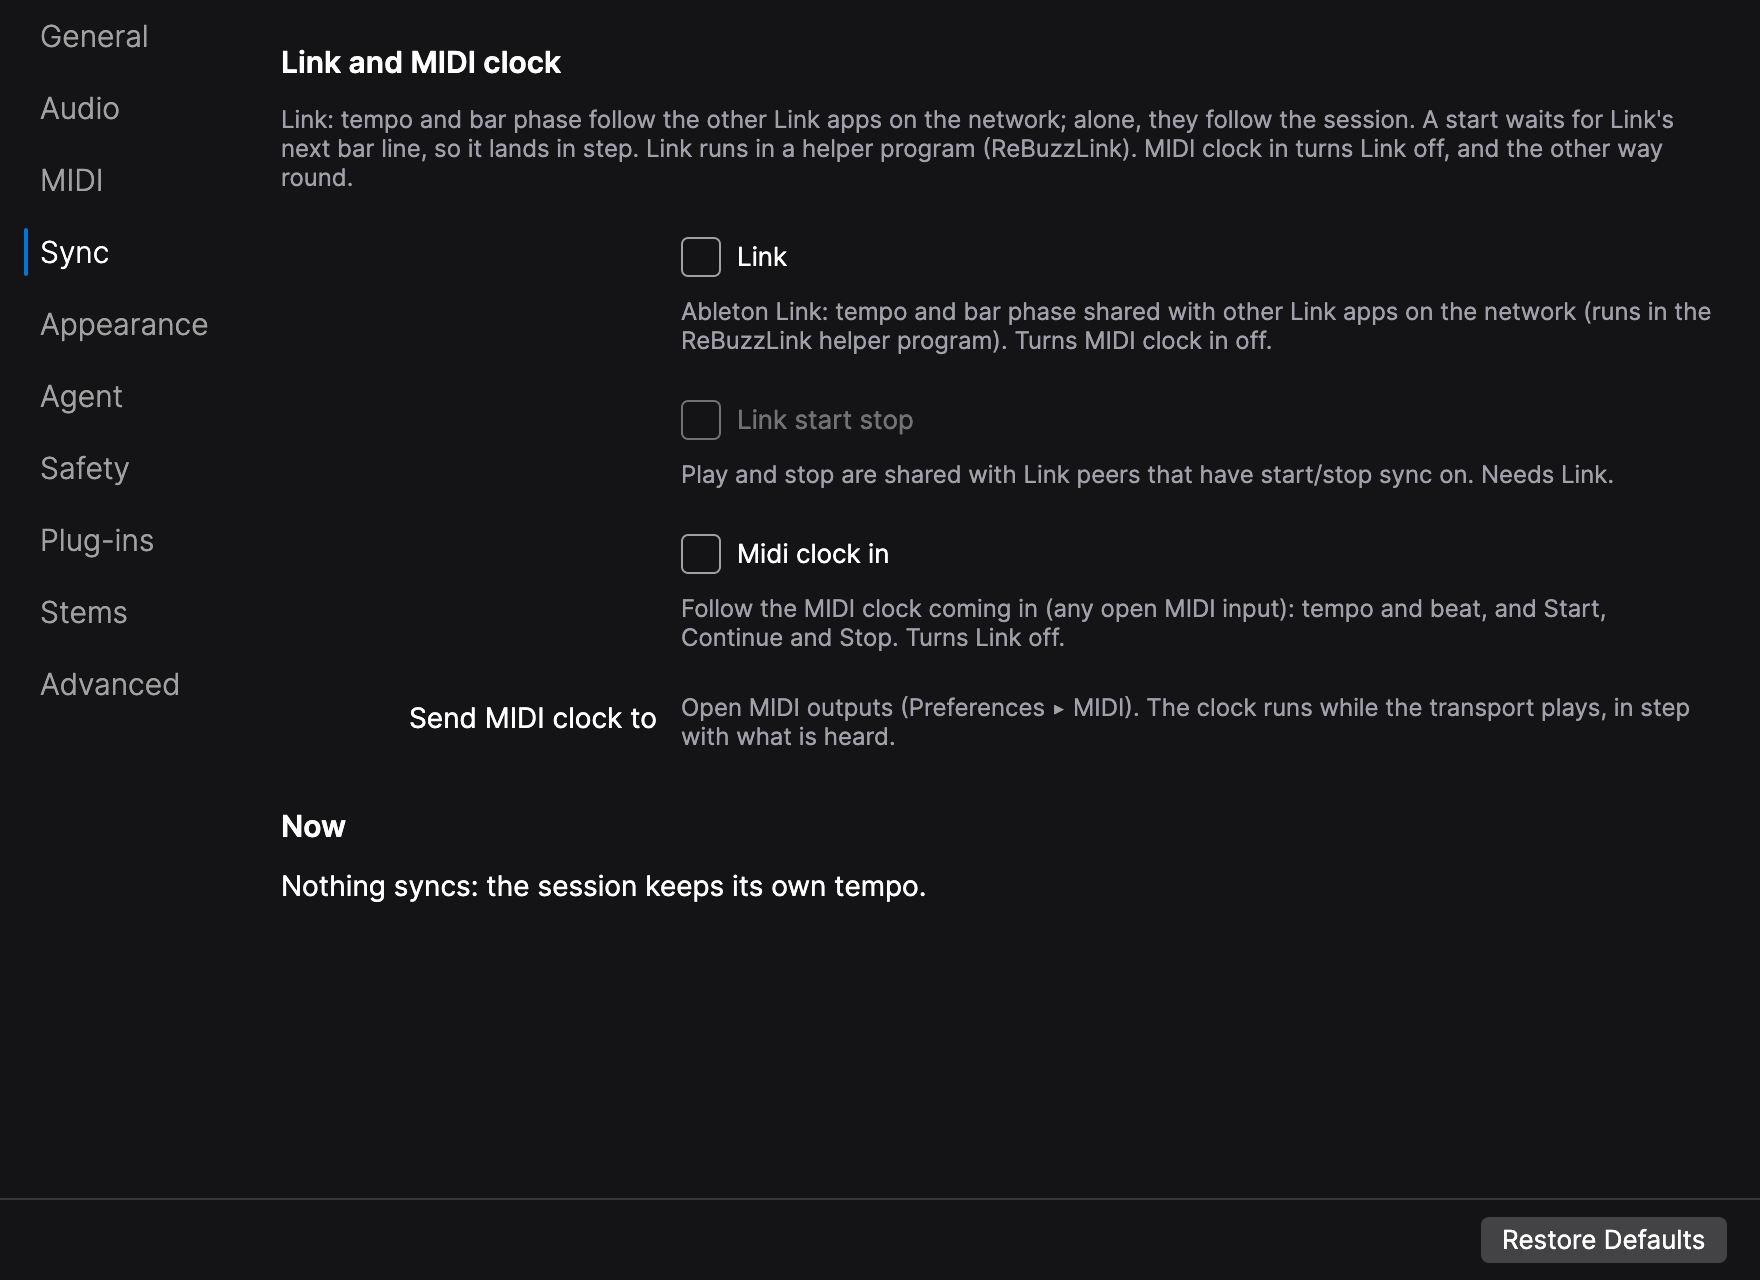 General
Audio
MIDI
Sync
Appearance
Agent
Safety
Plug-ins
Stems
Advanced
Link and MIDI clock
Link: tempo and bar phase follow the other Link apps on the network; alone, they follow the session. A start waits for Link's
next bar line, so it lands in step. Link runs in a helper program (ReBuzzLink). MIDI clock in turns Link off, and the other way
round.
Link
Ableton Link: tempo and bar phase shared with other Link apps on the network (runs in the
ReBuzzLink helper program). Turns MIDI clock in off.
Link start stop
Play and stop are shared with Link peers that have start/stop sync on. Needs Link.
Midi clock in
Follow the MIDI clock coming in (any open MIDI input): tempo and beat, and Start,
Continue and Stop. Turns Link off.
Send MIDI clock to
Open MIDI outputs (Preferences ▸ MIDI). The clock runs while the transport plays, in step
with what is heard.
Now
Nothing syncs: the session keeps its own tempo.
Restore Defaults